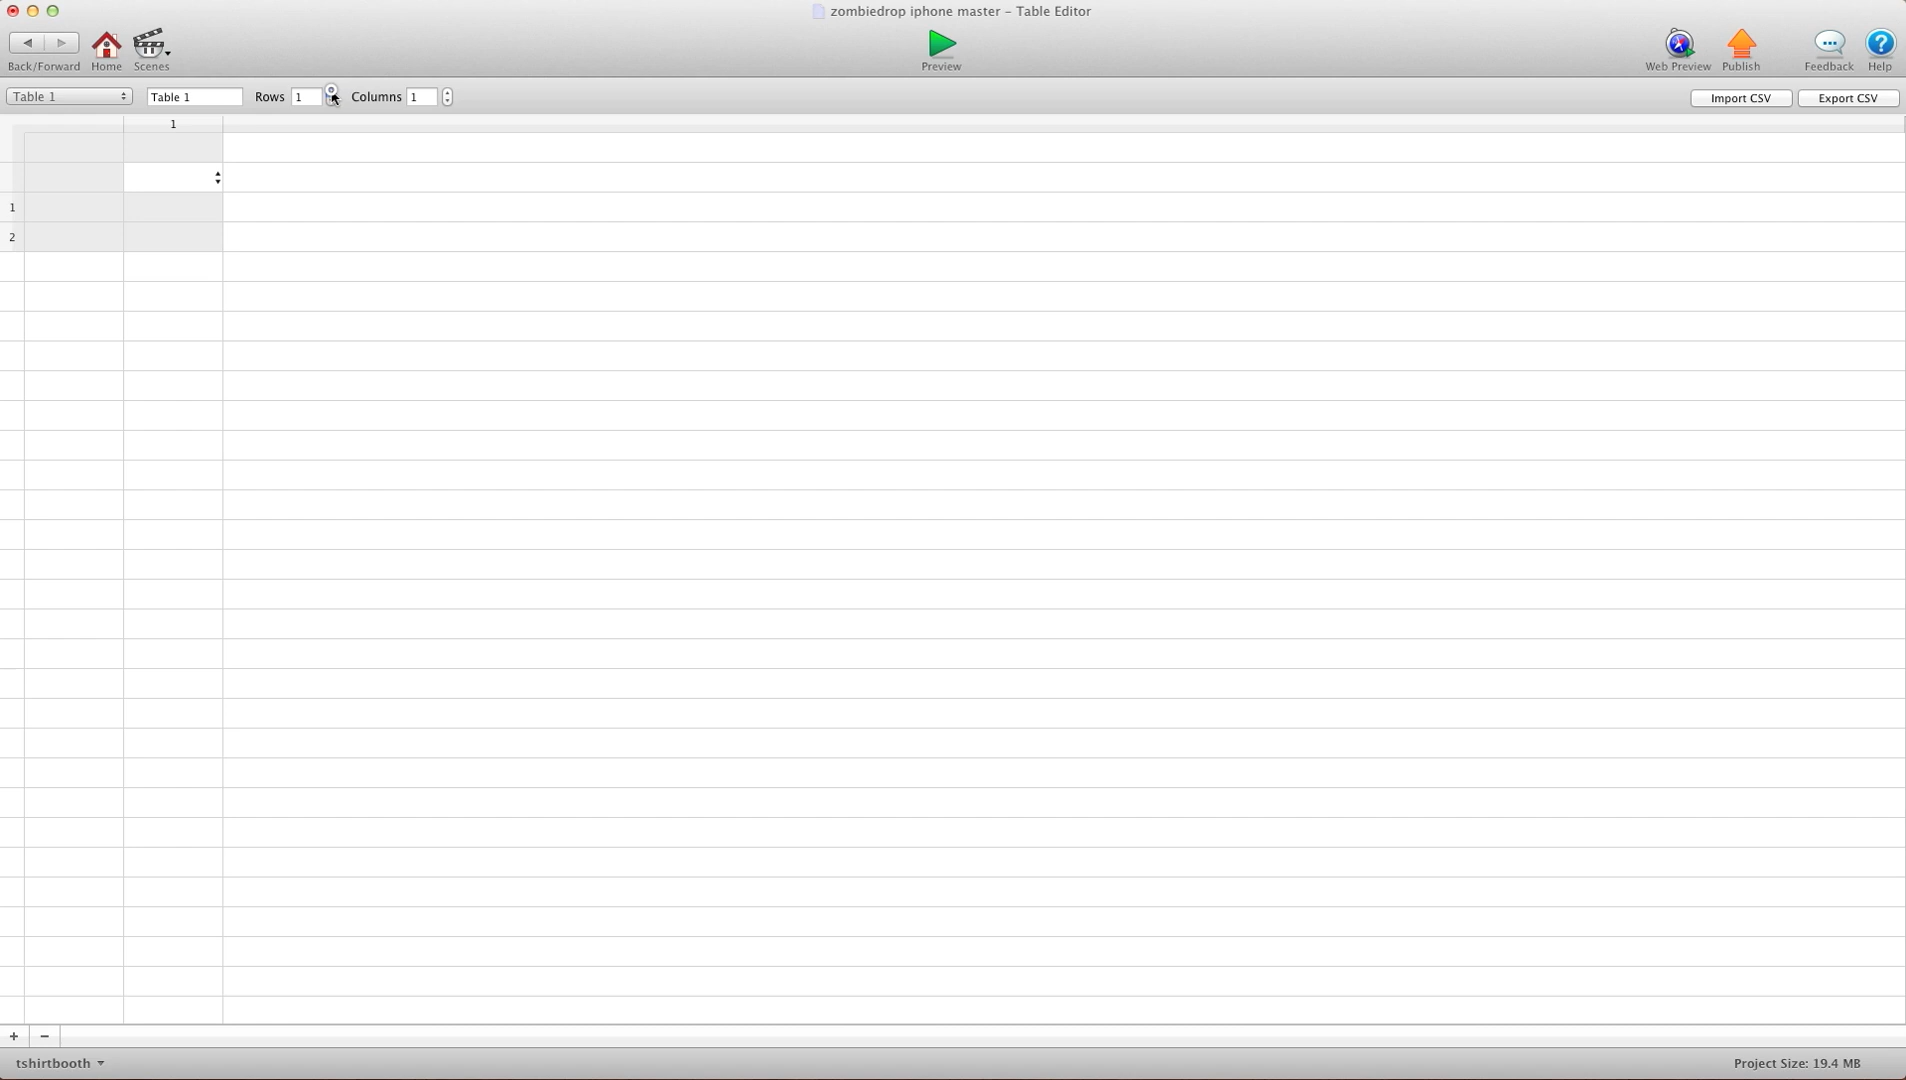 zombiedrop iphone master – Table Editor
Back/Forward Home Scenes Preview Web Preview Publish Feedback Help
Table 1 Table 1 Rows 1 Columns 1 Import CSV Export CSV
1
1
2
+ −
tshirtbooth Project Size: 19.4 MB